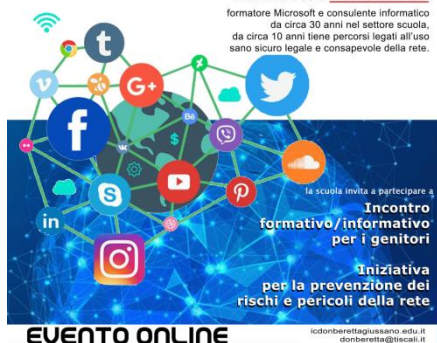 formatore Microsoft e consulente informatico
da circa 30 anni nel settore scuola,
da circa 10 anni tiene percorsi legati all'uso
sano sicuro legale e consapevole della rete.
la scuola invita a partecipare a
Incontro
formativo/informativo
per i genitori
Iniziativa
per la prevenzione dei
rischi e pericoli della rete
EVENTO ONLINE
icdonberettagiussano.edu.it
donberetta@tiscali.it